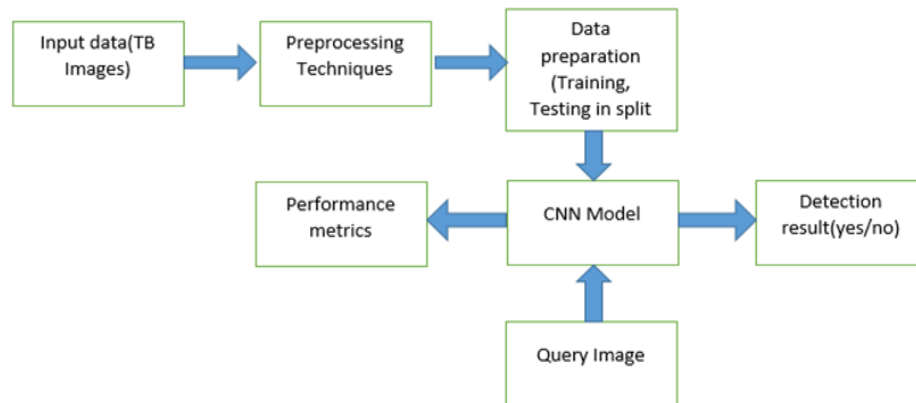 Input data(TB
Images)
Preprocessing
Techniques
Data
preparation
(Training,
Testing in split
Performance
metrics
CNN Model
Detection
result(yes/no)
Query Image